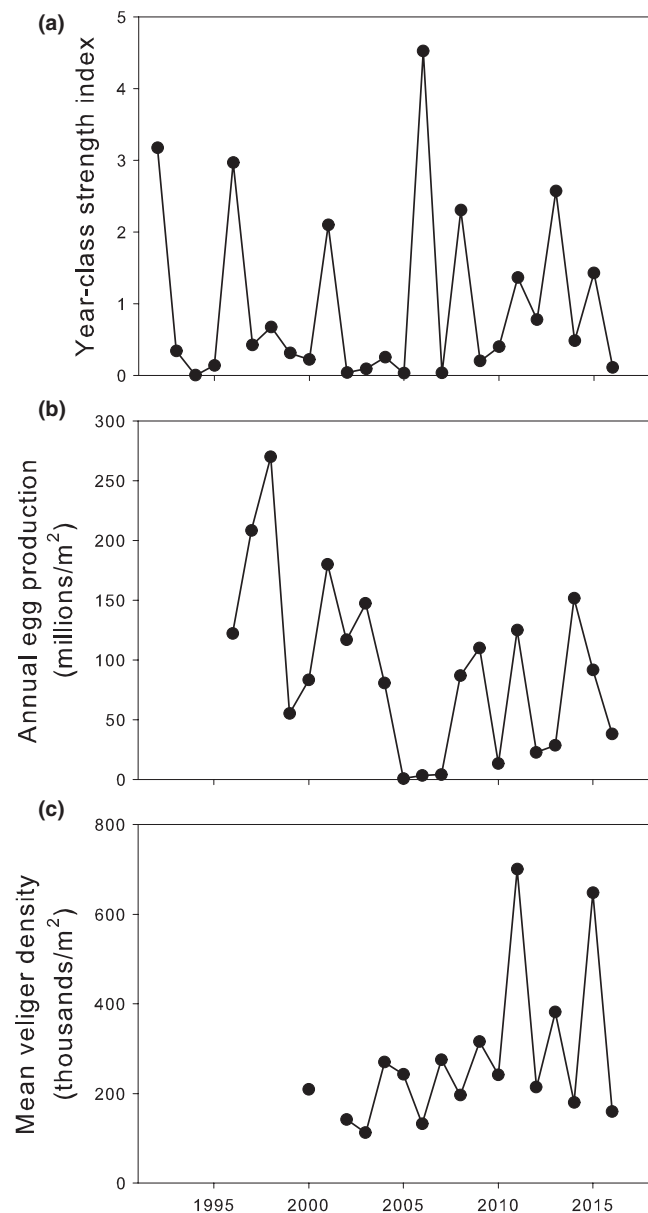 (a)
Year-class strength index
5
4
3
2
1
0
(b)
Annual egg production
(millions/m²)
300
250
200
150
100
50
0
(c)
Mean veliger density
(thousands/m²)
800
600
400
200
0
1995 2000 2005 2010 2015